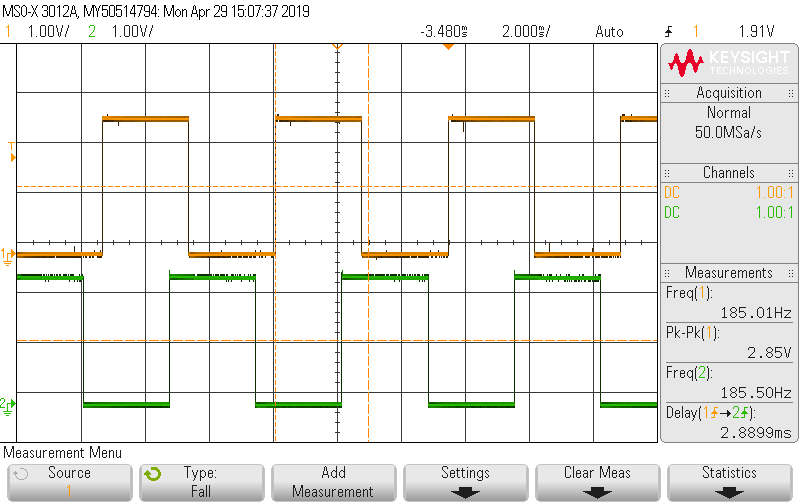 MSO-X 3012A, MY50514794: Mon Apr 29 15:07:37 2019
1 1.00V/ 2 1.00V/ -3.480s 2.000s/ Auto 1 1.91V
KEYSIGHT
TECHNOLOGIES
Acquisition
Normal
50.0MSa/s
Channels
DC 1.00:1
DC 1.00:1
Measurements
Freq(1):
185.01Hz
Pk-Pk(1):
2.85V
Freq(2):
185.50Hz
Delay(1→2):
2.8899ms
T
1
2
Measurement Menu
Source
1
Type:
Fall
Add
Measurement
Settings
Clear Meas
Statistics